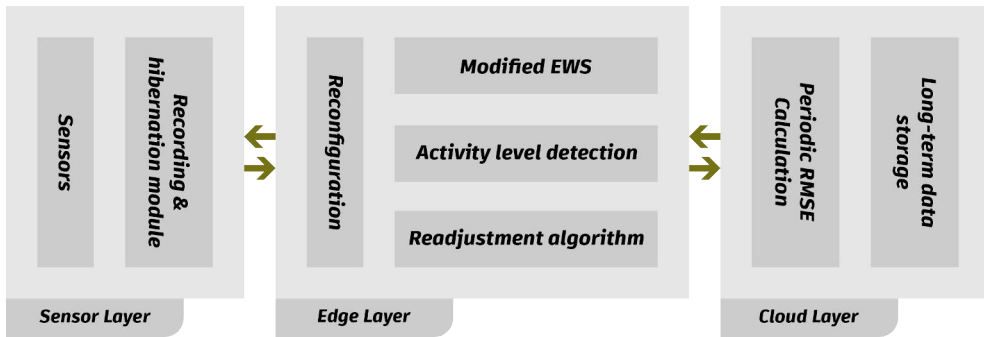 Sensors
Recording &
hibernation module
Sensor Layer
Reconfiguration
Modified EWS
Activity level detection
Readjustment algorithm
Edge Layer
Periodic RMSE
Calculation
Long-term data
storage
Cloud Layer